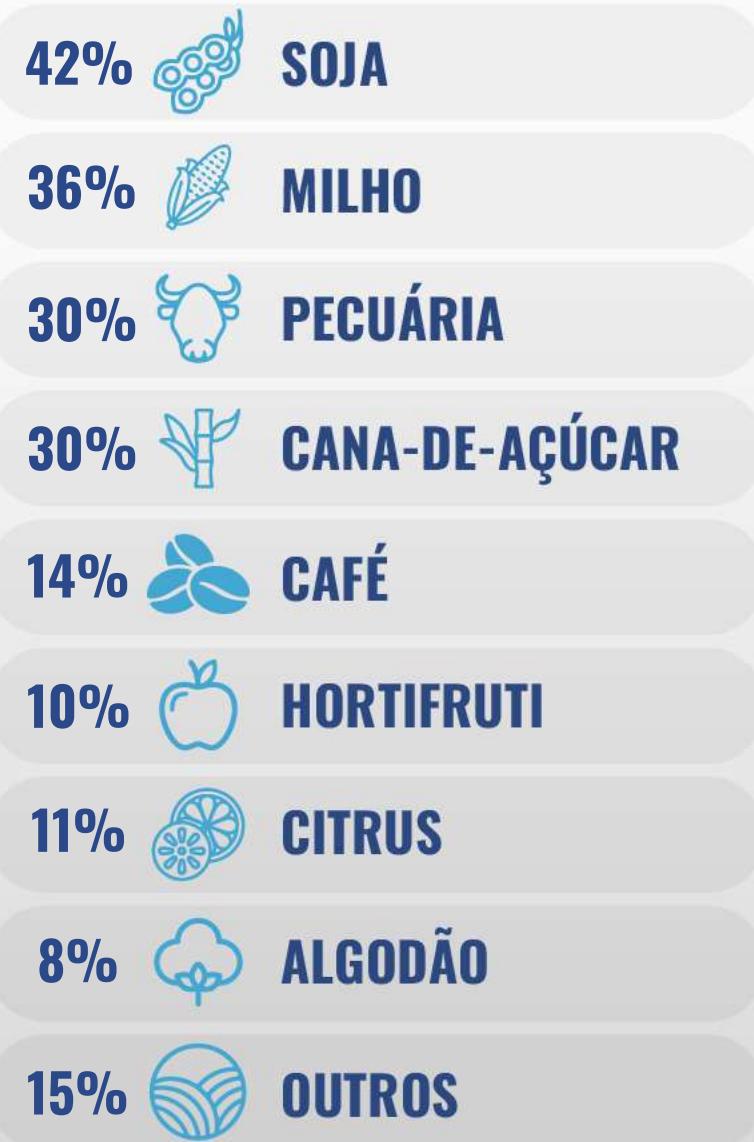 42% SOJA
36% MILHO
30% PECUÁRIA
30% CANA-DE-AÇÚCAR
14% CAFÉ
10% HORTIFRUTI
11% CITRUS
8% ALGODÃO
15% OUTROS